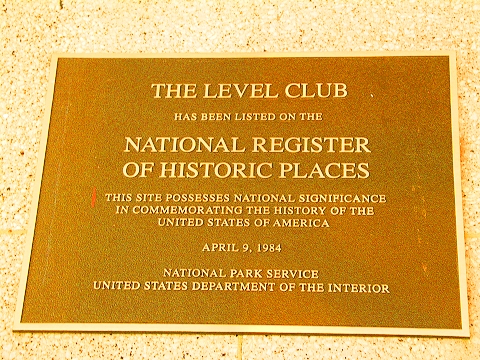 THE LEVEL CLUB
HAS BEEN LISTED ON THE
NATIONAL REGISTER
OF HISTORIC PLACES
THIS SITE POSSESSES NATIONAL SIGNIFICANCE
IN COMMEMORATING THE HISTORY OF THE
UNITED STATES OF AMERICA
APRIL 9, 1984
NATIONAL PARK SERVICE
UNITED STATES DEPARTMENT OF THE INTERIOR